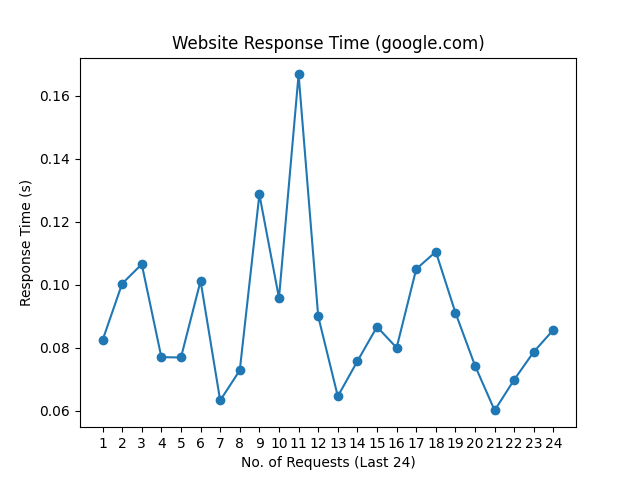 Website Response Time (google.com)
Response Time (s)
0.16
0.14
0.12
0.10
0.08
0.06
1 2 3 4 5 6 7 8 9 10 11 12 13 14 15 16 17 18 19 20 21 22 23 24
No. of Requests (Last 24)